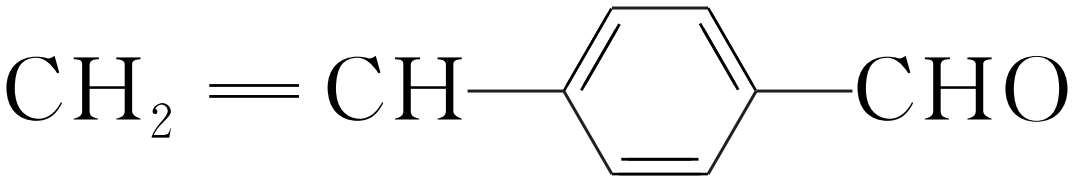 CH₂ = CH CHO